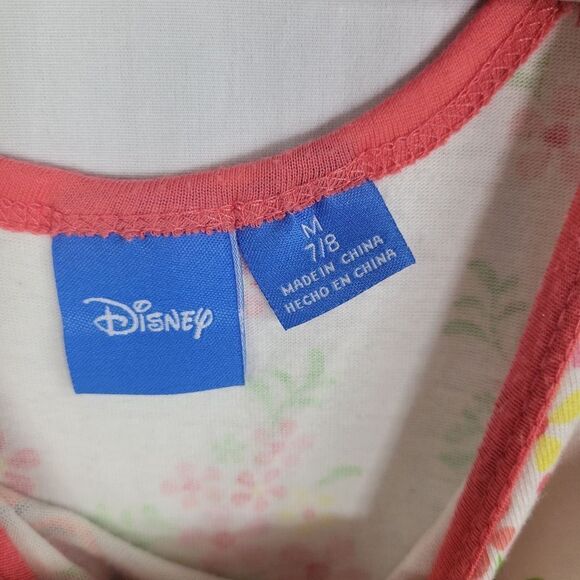 Disney
M
7/8
MADE IN CHINA
HECHO EN CHINA